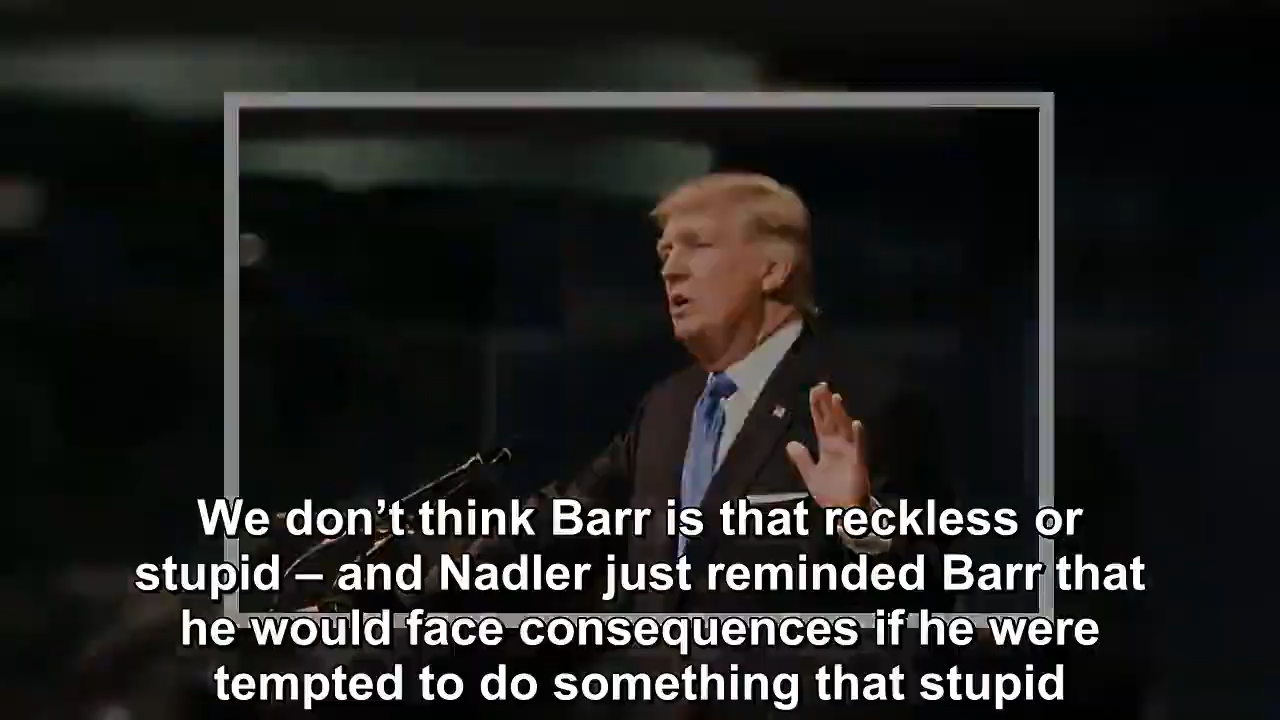 We don’t think Barr is that reckless or
stupid – and Nadler just reminded Barr that
he would face consequences if he were
tempted to do something that stupid